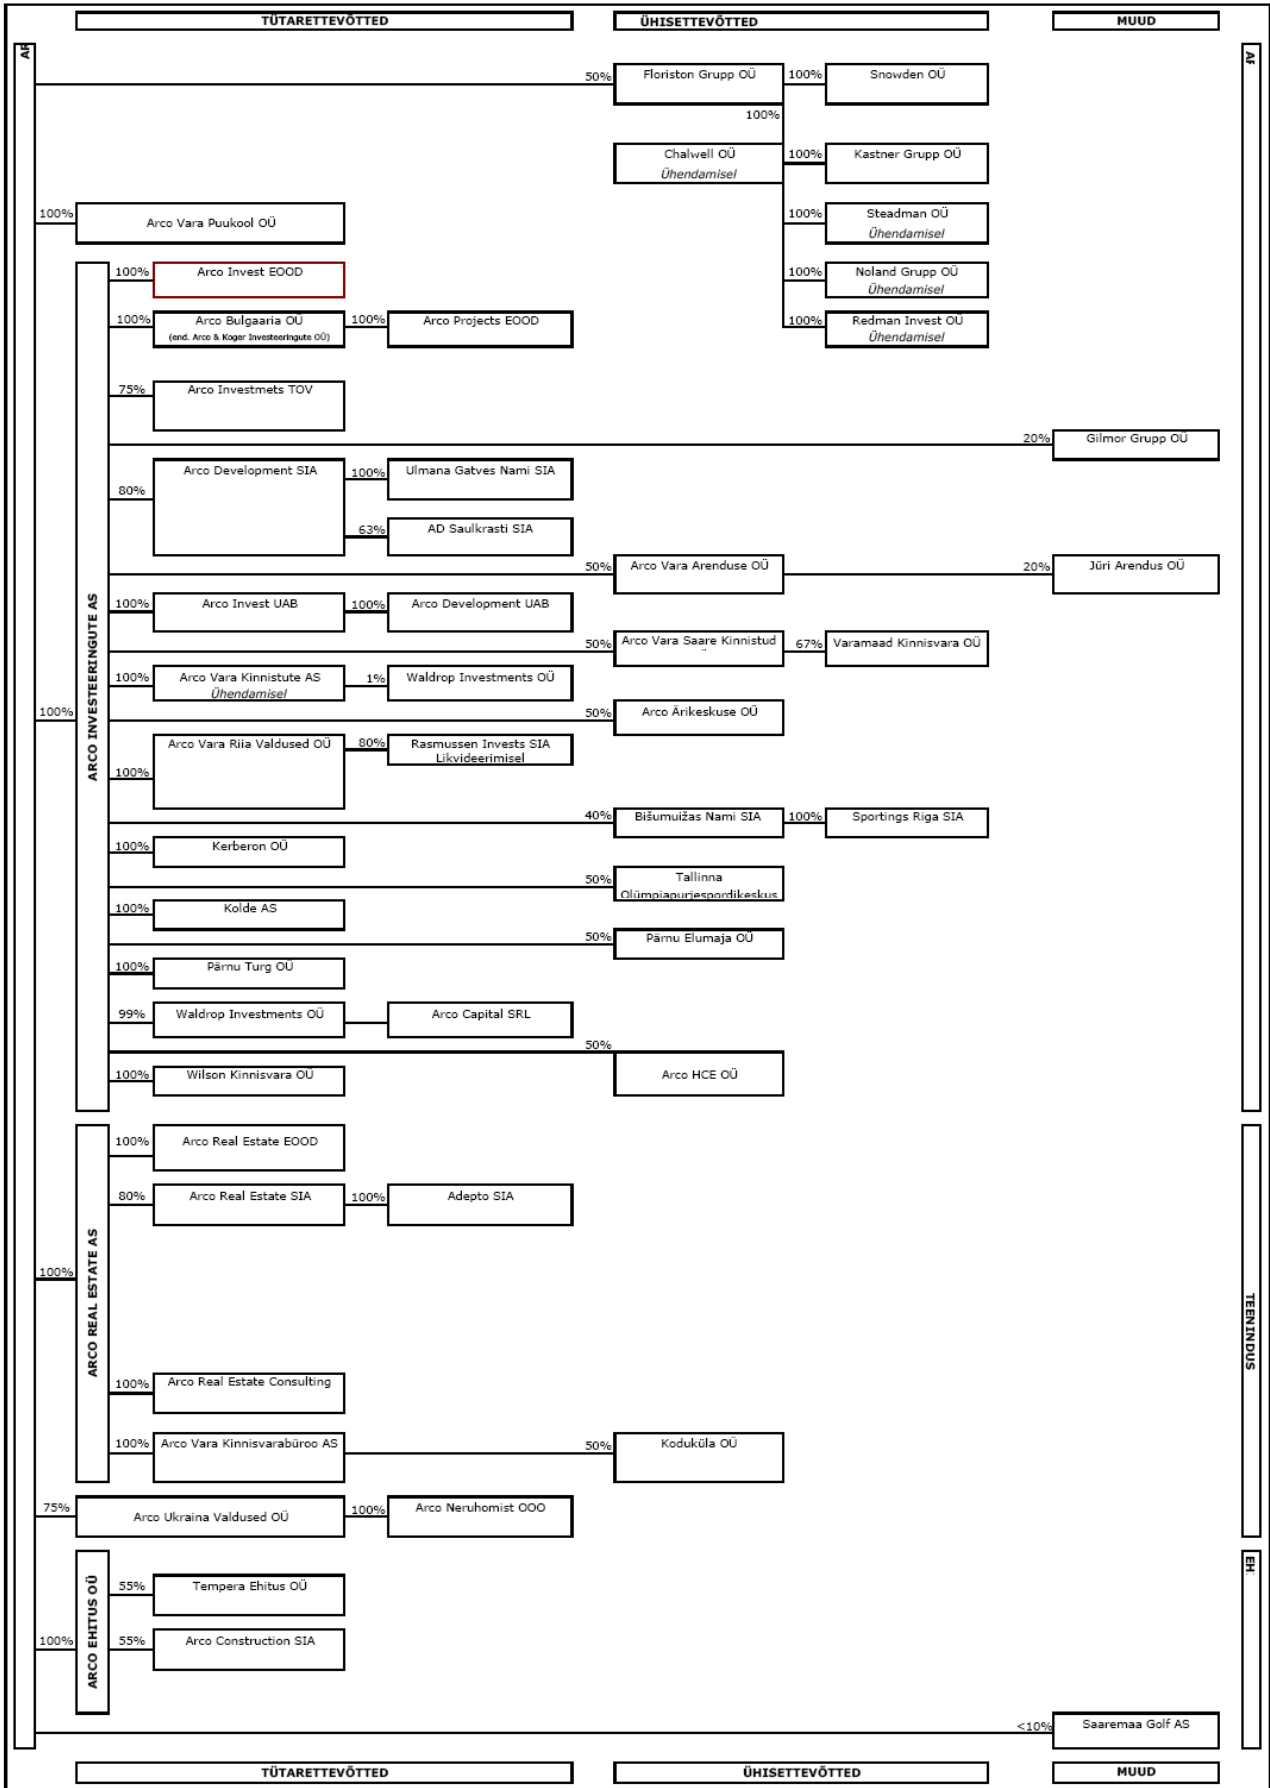 TÜTARETTEVÕTTED
ÜHISETTEVÕTTED
MUUD
50%
Floriston Grupp OÜ
100%
Snowden OÜ
100%
Chalwell OÜ
Ühendamisel
100%
Kastner Grupp OÜ
100%
Arco Vara Puukool OÜ
100%
Steadman OÜ
Ühendamisel
100%
Arco Invest EOOD
100%
Noland Grupp OÜ
Ühendamisel
100%
Arco Bulgaaria OÜ
(end. Arco & Koger Investeeringute OÜ)
100%
Arco Projects EOOD
100%
Redman Invest OÜ
Ühendamisel
75%
Arco Investmets TOV
20%
Gilmor Grupp OÜ
80%
Arco Development SIA
100%
Ulmana Gatves Nami SIA
63%
AD Saulkrasti SIA
50%
Arco Vara Arenduse OÜ
20%
Jüri Arendus OÜ
100%
Arco Invest UAB
100%
Arco Development UAB
50%
Arco Vara Saare Kinnistud
67%
Varamaad Kinnisvara OÜ
100%
Arco Vara Kinnistute AS
Ühendamisel
1%
Waldrop Investments OÜ
100%
ARCO INVESTEERINGUTE AS
50%
Arco Ärikeskuse OÜ
100%
Arco Vara Riia Valdused OÜ
80%
Rasmussen Invests SIA
Likvideerimisel
40%
Bišumuižas Nami SIA
100%
Sportings Riga SIA
100%
Kerberon OÜ
50%
Tallinna
Olümpiapurjespordikeskus
100%
Kolde AS
50%
Pärnu Elumaja OÜ
100%
Pärnu Turg OÜ
99%
Waldrop Investments OÜ
Arco Capital SRL
50%
Arco HCE OÜ
100%
Wilson Kinnisvara OÜ
100%
Arco Real Estate EOOD
80%
Arco Real Estate SIA
100%
Adepto SIA
100%
ARCO REAL ESTATE AS
TEENINDUS
100%
Arco Real Estate Consulting
100%
Arco Vara Kinnisvarabüroo AS
50%
Koduküla OÜ
75%
Arco Ukraina Valdused OÜ
100%
Arco Neruhomist OOO
55%
Tempera Ehitus OÜ
EH
100%
ARCO EHITUS OÜ
55%
Arco Construction SIA
<10%
Saaremaa Golf AS
TÜTARETTEVÕTTED
ÜHISETTEVÕTTED
MUUD